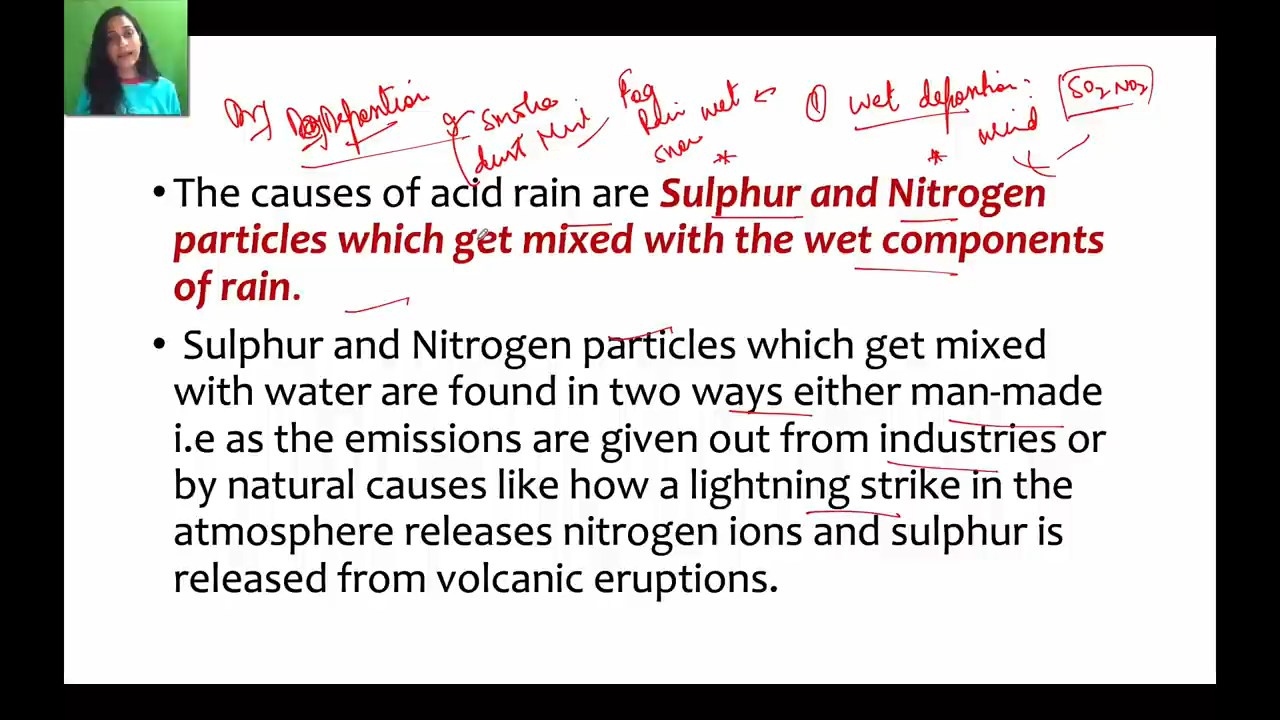 Dry Deposition
smoke
dust
Fog
Rain wet
snow
① wet deposition:
wind
SO2 NO2
• The causes of acid rain are Sulphur and Nitrogen
particles which get mixed with the wet components
of rain.
• Sulphur and Nitrogen particles which get mixed
with water are found in two ways either man-made
i.e as the emissions are given out from industries or
by natural causes like how a lightning strike in the
atmosphere releases nitrogen ions and sulphur is
released from volcanic eruptions.